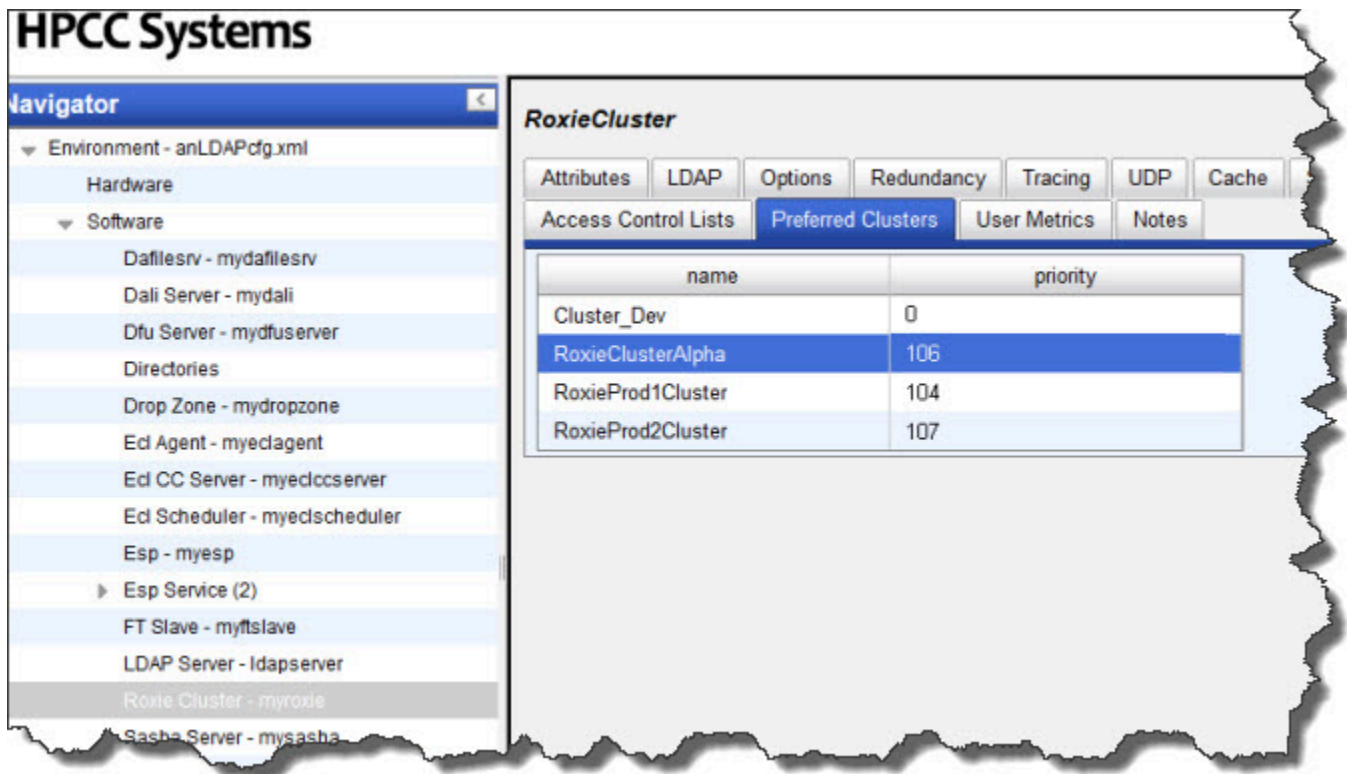 HPCC Systems
Navigator
Environment - anLDAPcfg.xml
Hardware
Software
Dafilesrv - mydafilesrv
Dali Server - mydali
Dfu Server - mydfuserver
Directories
Drop Zone - mydropzone
Ecl Agent - myeclagent
Ecl CC Server - myeclccserver
Ecl Scheduler - myeclscheduler
Esp - myesp
Esp Service (2)
FT Slave - myftslave
LDAP Server - ldapserver
Roxie Cluster - myroxie
Sasha Server - mysasha
RoxieCluster
Attributes LDAP Options Redundancy Tracing UDP Cache
Access Control Lists Preferred Clusters User Metrics Notes
name priority
Cluster_Dev 0
RoxieClusterAlpha 106
RoxieProd1Cluster 104
RoxieProd2Cluster 107